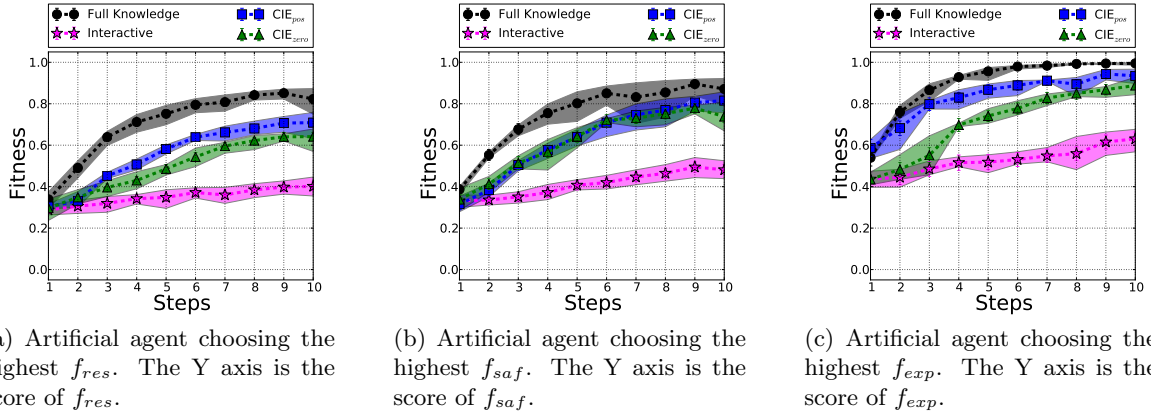 Full Knowledge
Interactive
CIE_pos
CIE_zero
Full Knowledge
Interactive
CIE_pos
CIE_zero
Full Knowledge
Interactive
CIE_pos
CIE_zero
Fitness
1.0
0.8
0.6
0.4
0.2
0.0
1 2 3 4 5 6 7 8 9 10
Steps
Fitness
1.0
0.8
0.6
0.4
0.2
0.0
1 2 3 4 5 6 7 8 9 10
Steps
Fitness
1.0
0.8
0.6
0.4
0.2
0.0
1 2 3 4 5 6 7 8 9 10
Steps
) Artificial agent choosing the
ighest f_res. The Y axis is the
core of f_res.
(b) Artificial agent choosing the
highest f_saf. The Y axis is the
score of f_saf.
(c) Artificial agent choosing the
highest f_exp. The Y axis is the
score of f_exp.